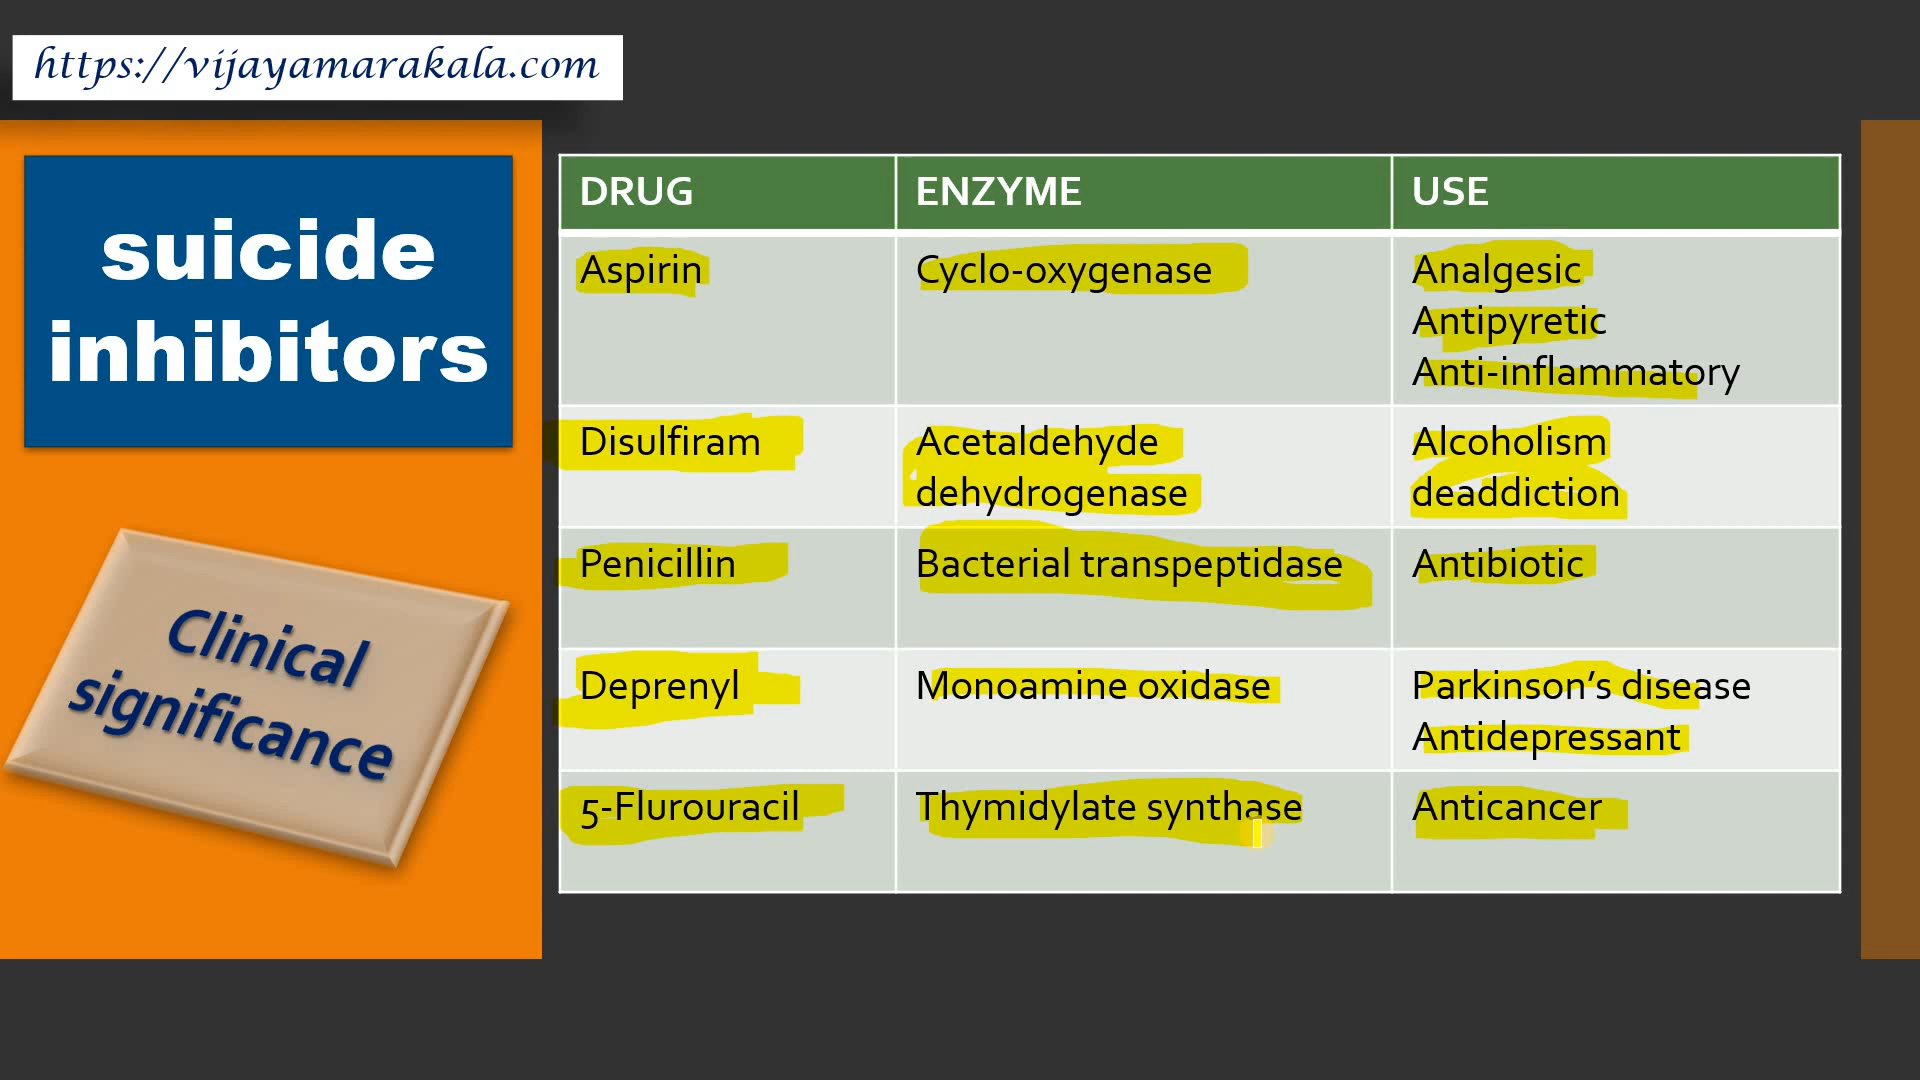 https://vijayamarakala.com
suicide
inhibitors
Clinical
significance
DRUG ENZYME USE
Aspirin Cyclo-oxygenase Analgesic
Antipyretic
Anti-inflammatory
Disulfiram Acetaldehyde Alcoholism
dehydrogenase deaddiction
Penicillin Bacterial transpeptidase Antibiotic
Deprenyl Monoamine oxidase Parkinson’s disease
Antidepressant
5-Flurouracil Thymidylate synthase Anticancer